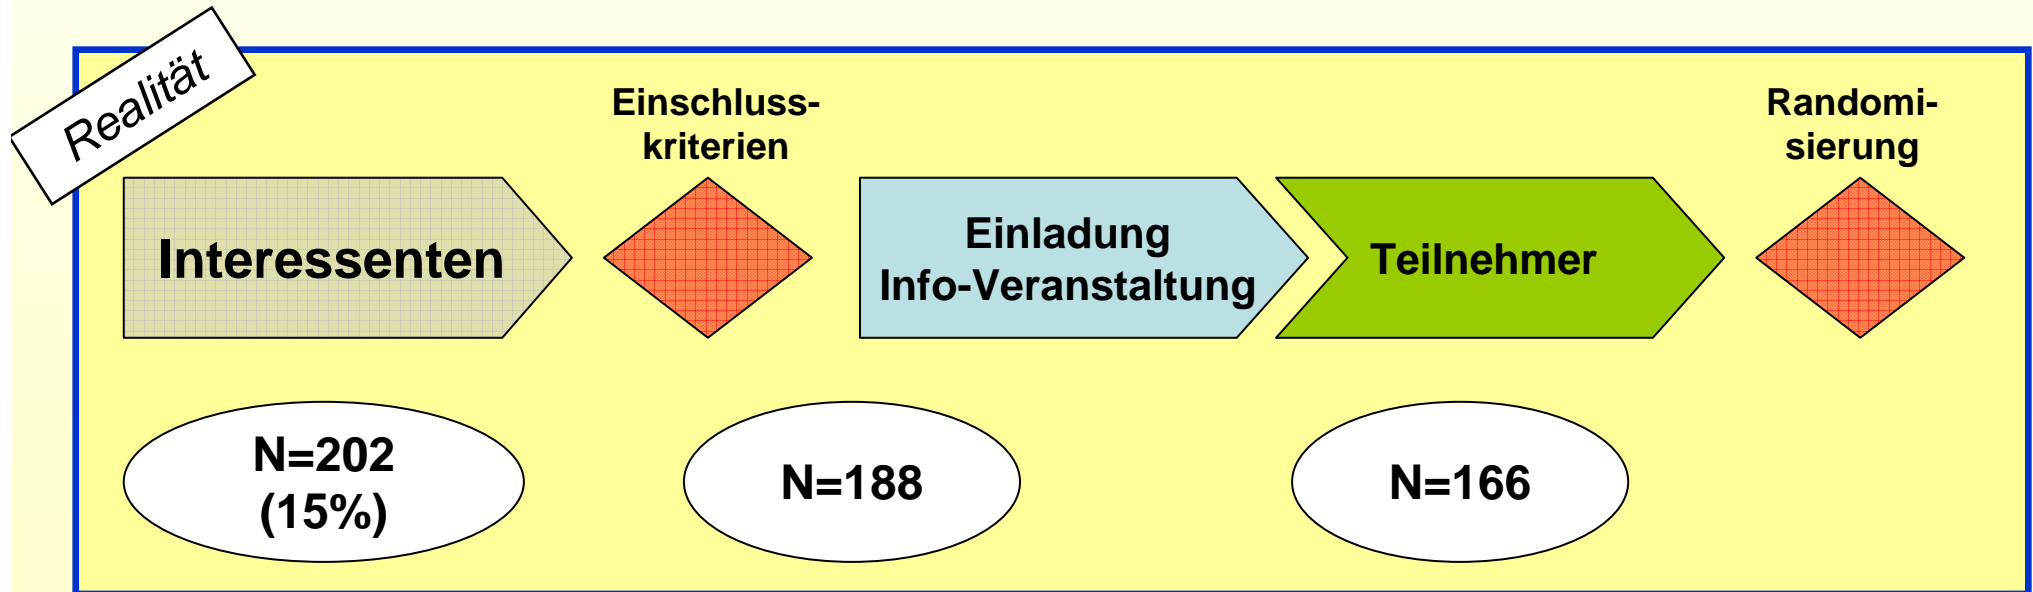 Realität
Einschluss-
kriterien
Randomi-
sierung
Interessenten
Einladung
Info-Veranstaltung
Teilnehmer
N=202
(15%)
N=188
N=166